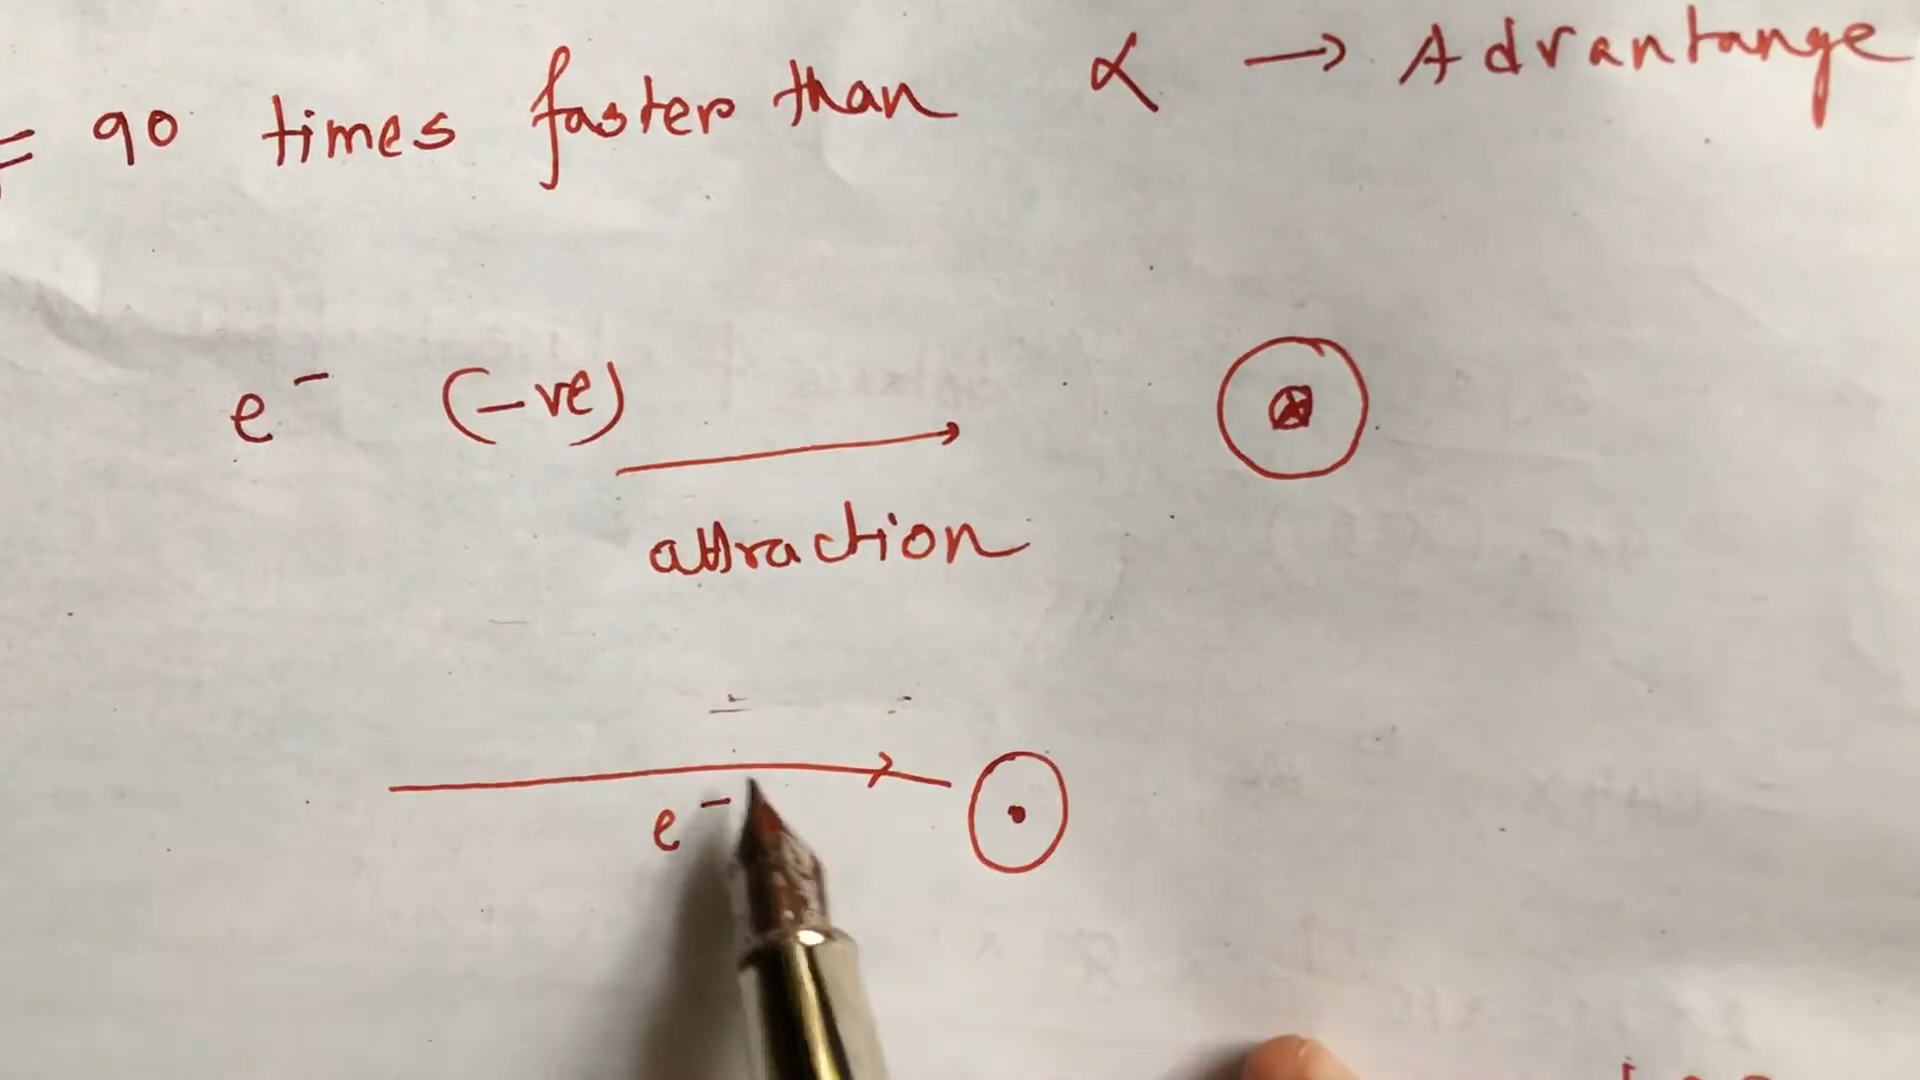 = 90 times faster than α → Advantange
e⁻ (-ve)
attraction
e⁻